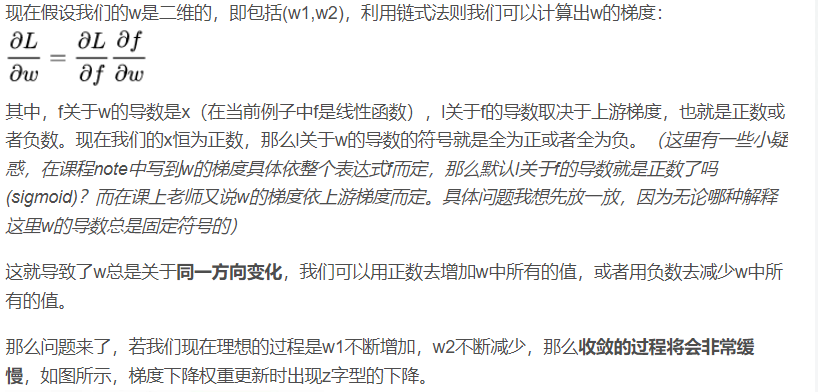 现在假设我们的w是二维的，即包括(w1,w2)，利用链式法则我们可以计算出w的梯度：
∂L/∂w = ∂L/∂f ∂f/∂w
其中，f关于w的导数是x（在当前例子中f是线性函数），l关于f的导数取决于上游梯度，也就是正数或
者负数。现在我们的x恒为正数，那么l关于w的导数的符号就是全为正或者全为负。（这里有一些小疑
惑，在课程note中写到w的梯度具体依整个表达式f而定，那么默认l关于f的导数就是正数了吗
(sigmoid)？而在课上老师又说w的梯度依上游梯度而定。具体问题我想先放一放，因为无论哪种解释
这里w的导数总是固定符号的）
这就导致了w总是关于同一方向变化，我们可以用正数去增加w中所有的值，或者用负数去减少w中所
有的值。
那么问题来了，若我们现在理想的过程是w1不断增加，w2不断减少，那么收敛的过程将会非常缓
慢，如图所示，梯度下降权重更新时出现z字型的下降。